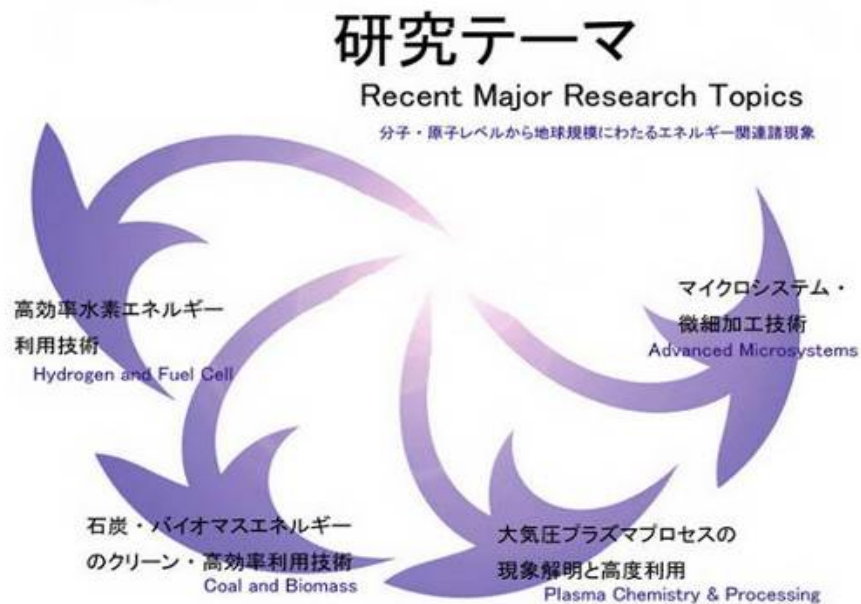 研究テーマ
Recent Major Research Topics
分子・原子レベルから地球規模にわたるエネルギー関連諸現象
高効率水素エネルギー
利用技術
Hydrogen and Fuel Cell
マイクロシステム・
微細加工技術
Advanced Microsystems
石炭・バイオマスエネルギー
のクリーン・高効率利用技術
Coal and Biomass
大気圧プラズマプロセスの
現象解明と高度利用
Plasma Chemistry & Processing